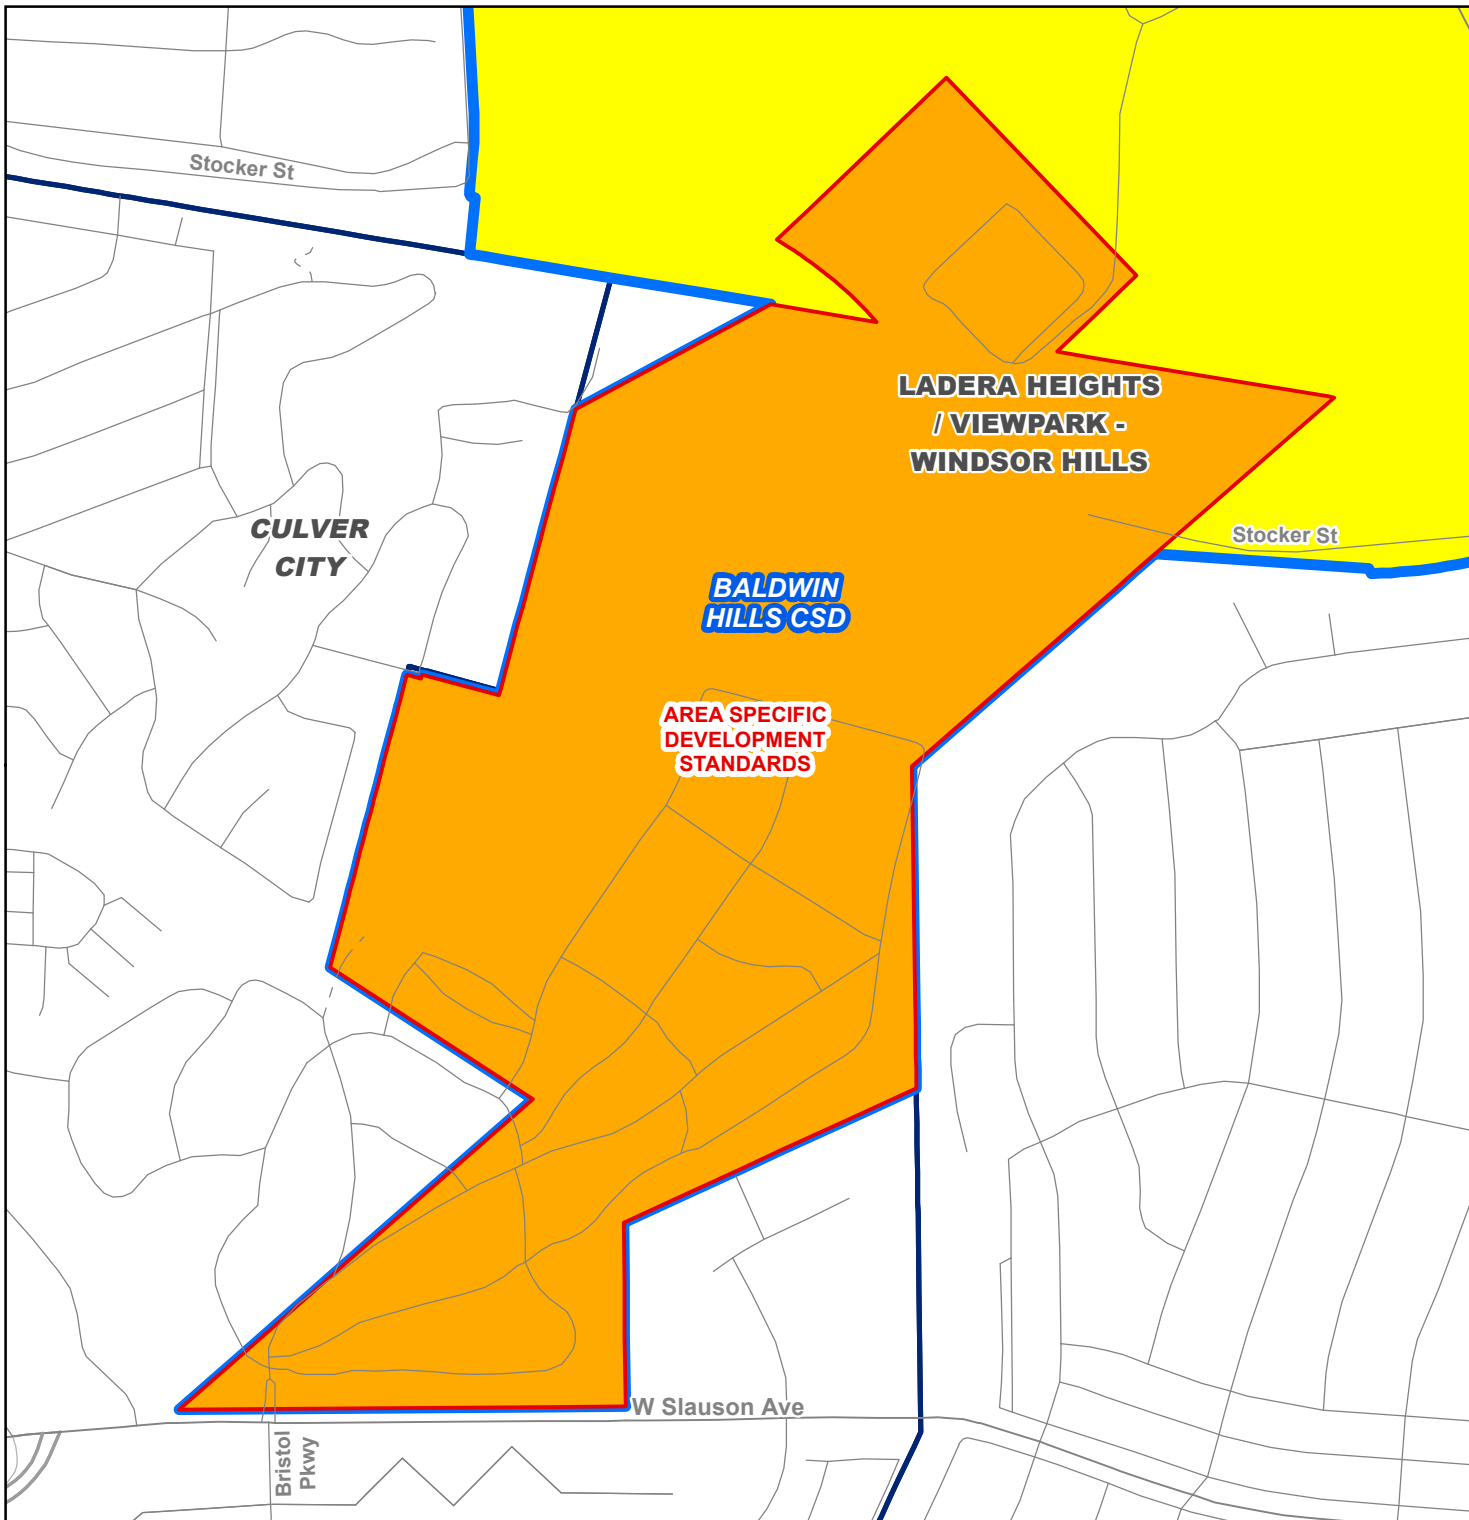 Stocker St
LADERA HEIGHTS
/ VIEWPARK -
WINDSOR HILLS
CULVER
CITY
Stocker St
BALDWIN
HILLS CSD
AREA SPECIFIC
DEVELOPMENT
STANDARDS
W Slauson Ave
Bristol
Pkwy